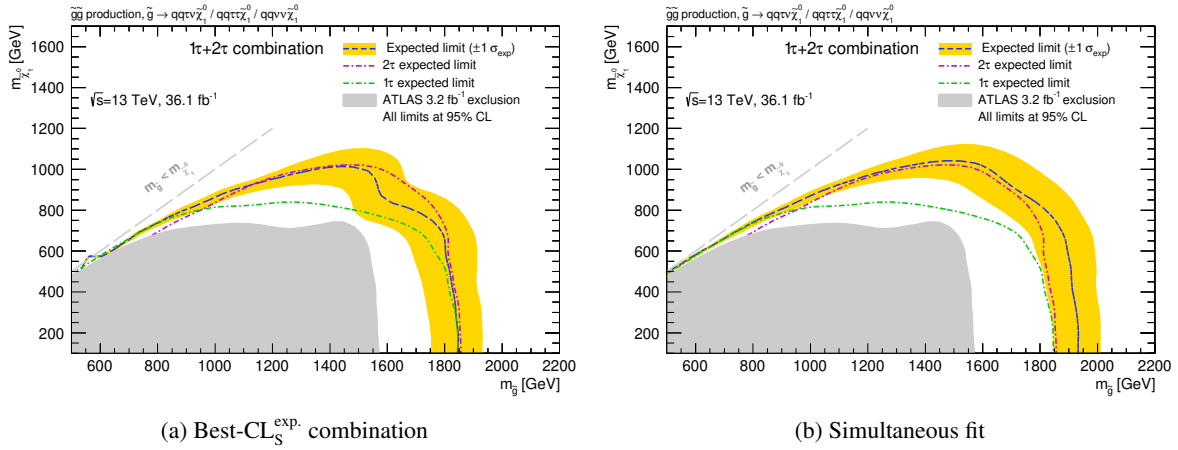 g̃g̃ production, g̃ → qqτνχ̃₁⁰ / qqττχ̃₁⁰ / qqννχ̃₁⁰
m_χ̃₁⁰ [GeV]
1600
1400
1200
1000
800
600
400
200
1τ+2τ combination
√s=13 TeV, 36.1 fb⁻¹
Expected limit (±1 σ_exp)
2τ expected limit
1τ expected limit
ATLAS 3.2 fb⁻¹ exclusion
All limits at 95% CL
m_g̃ < m_χ̃₁⁰
600 800 1000 1200 1400 1600 1800 2000 2200
m_g̃ [GeV]
(a) Best-CL_S^exp. combination
g̃g̃ production, g̃ → qqτνχ̃₁⁰ / qqττχ̃₁⁰ / qqννχ̃₁⁰
m_χ̃₁⁰ [GeV]
1600
1400
1200
1000
800
600
400
200
1τ+2τ combination
√s=13 TeV, 36.1 fb⁻¹
Expected limit (±1 σ_exp)
2τ expected limit
1τ expected limit
ATLAS 3.2 fb⁻¹ exclusion
All limits at 95% CL
m_g̃ < m_χ̃₁⁰
600 800 1000 1200 1400 1600 1800 2000 2200
m_g̃ [GeV]
(b) Simultaneous fit